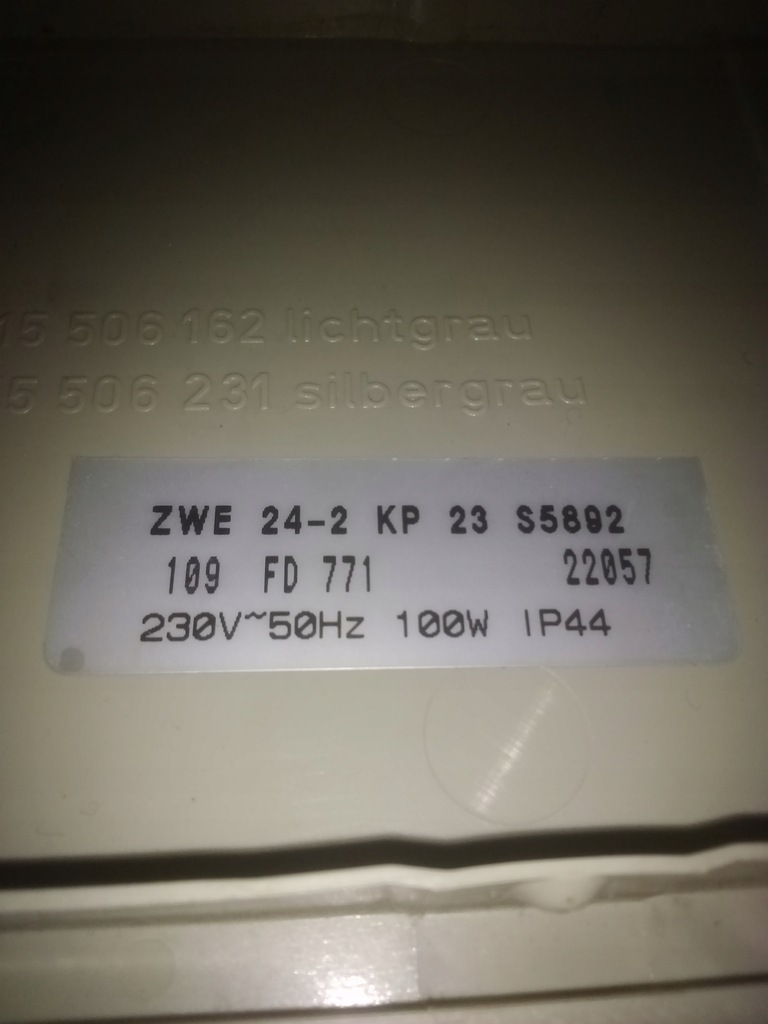 15 506 162 lichtgrau
5 506 231 silbergrau
ZWE 24-2 KP 23 S5892
109 FD 771 22057
230V~50Hz 100W IP44